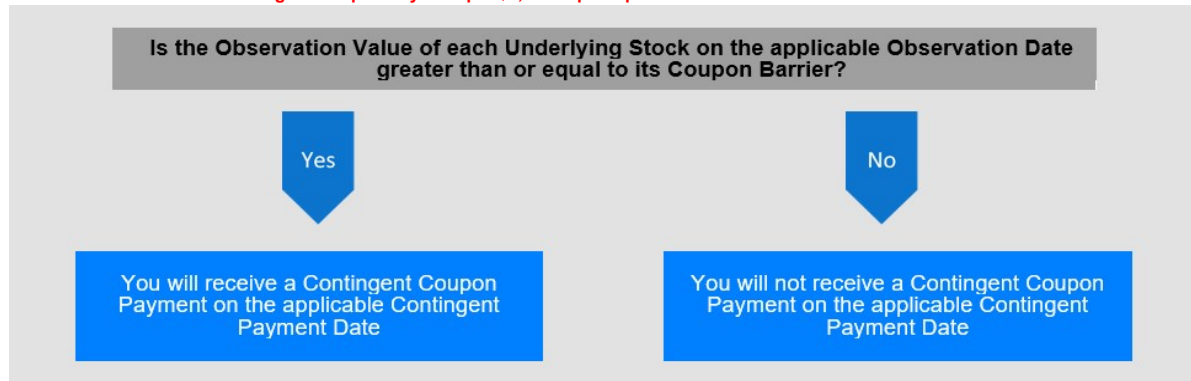 Is the Observation Value of each Underlying Stock on the applicable Observation Date
greater than or equal to its Coupon Barrier?
Yes
No
You will receive a Contingent Coupon
Payment on the applicable Contingent
Payment Date
You will not receive a Contingent Coupon
Payment on the applicable Contingent
Payment Date